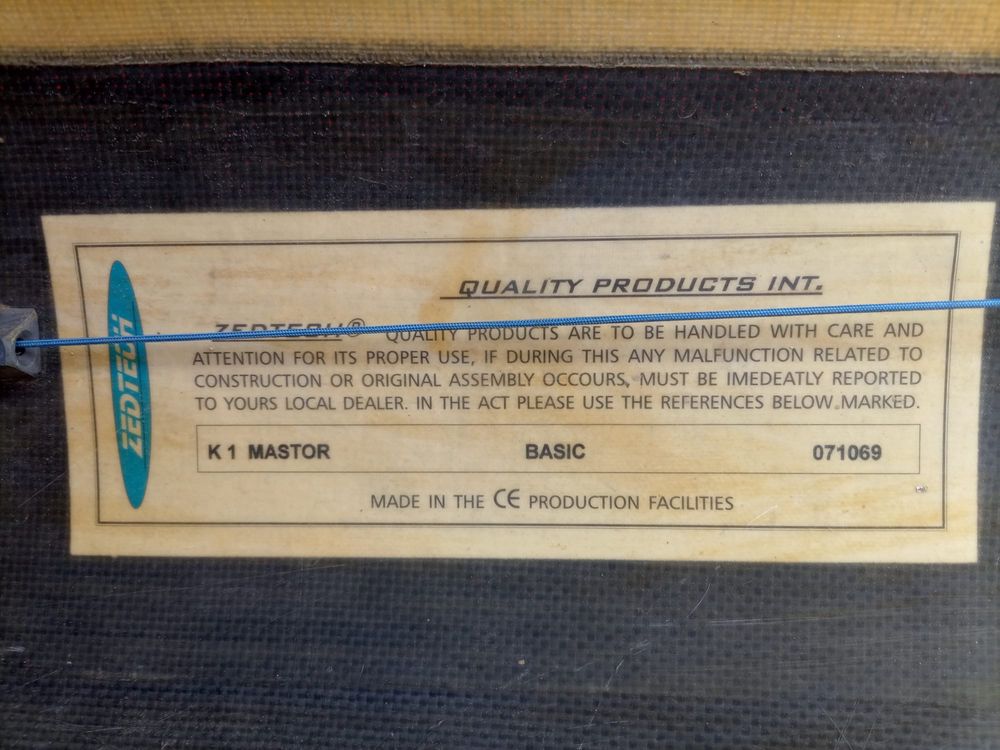 QUALITY PRODUCTS INT.
ZEDTECH® QUALITY PRODUCTS ARE TO BE HANDLED WITH CARE AND
ATTENTION FOR ITS PROPER USE, IF DURING THIS ANY MALFUNCTION RELATED TO
CONSTRUCTION OR ORIGINAL ASSEMBLY OCCOURS, MUST BE IMEDEATLY REPORTED
TO YOURS LOCAL DEALER. IN THE ACT PLEASE USE THE REFERENCES BELOW MARKED.
ZEDTECH
K 1 MASTOR BASIC 071069
MADE IN THE CE PRODUCTION FACILITIES